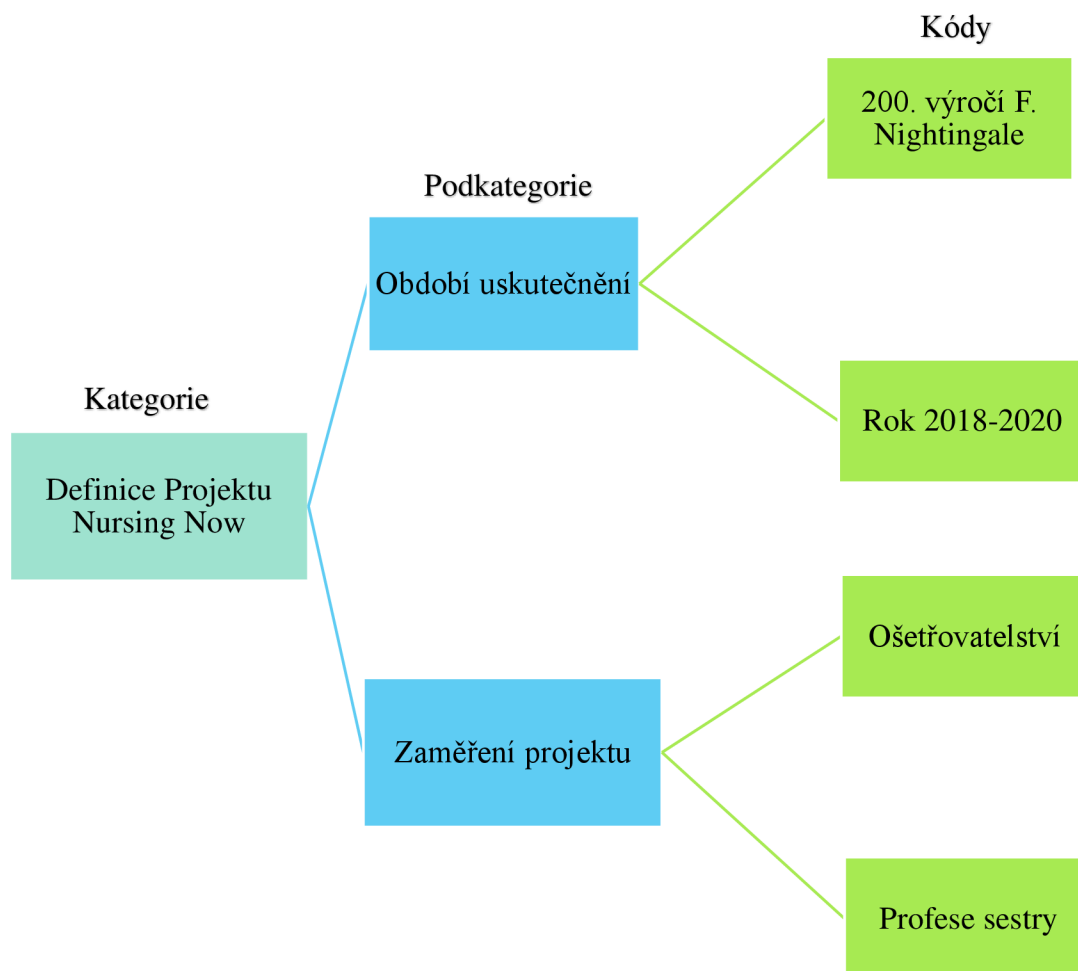 Kódy
200. výročí F.
Nightingale
Podkategorie
Období uskutečnění
Kategorie
Rok 2018-2020
Definice Projektu
Nursing Now
Ošetřovatelství
Zaměření projektu
Profese sestry